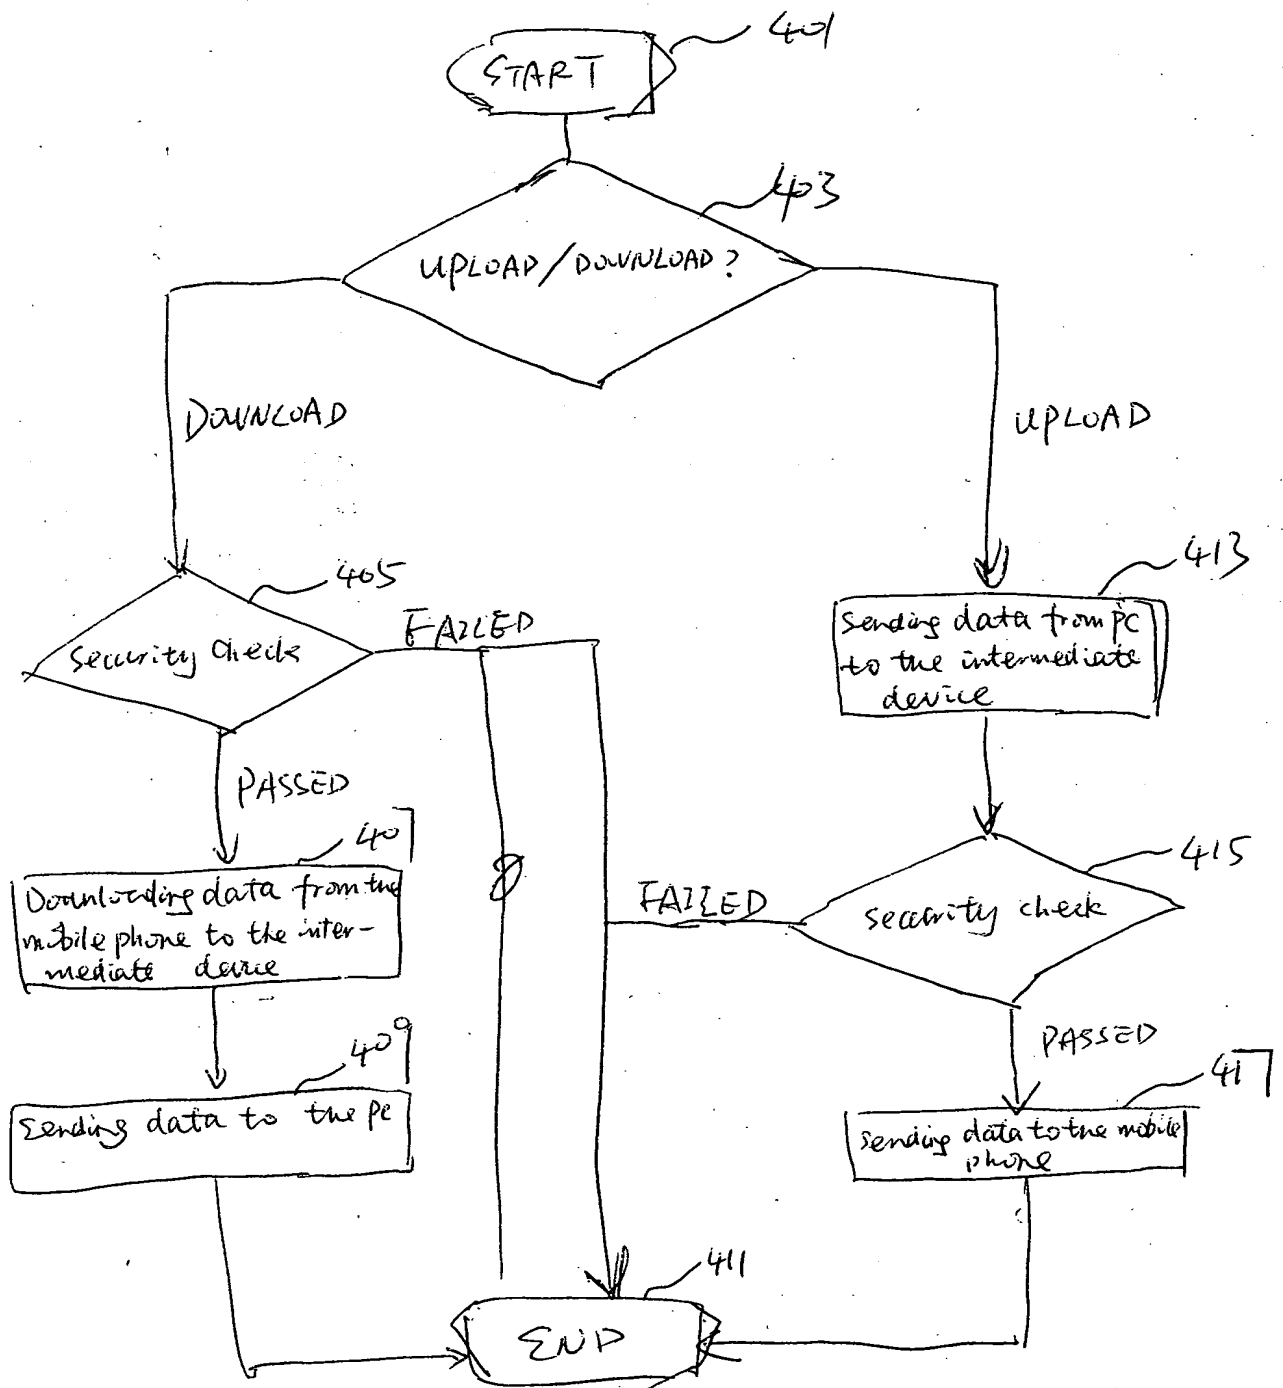 401
START
403
UPLOAD/DOWNLOAD?
DOWNLOAD
UPLOAD
405
Security Check
FAILED
413
Sending data from PC
to the intermediate
device
PASSED
407
Downloading data from the
mobile phone to the inter-
mediate device
415
security check
FAILED
409
Sending data to the PC
PASSED
417
Sending data to the mobile
phone
411
END